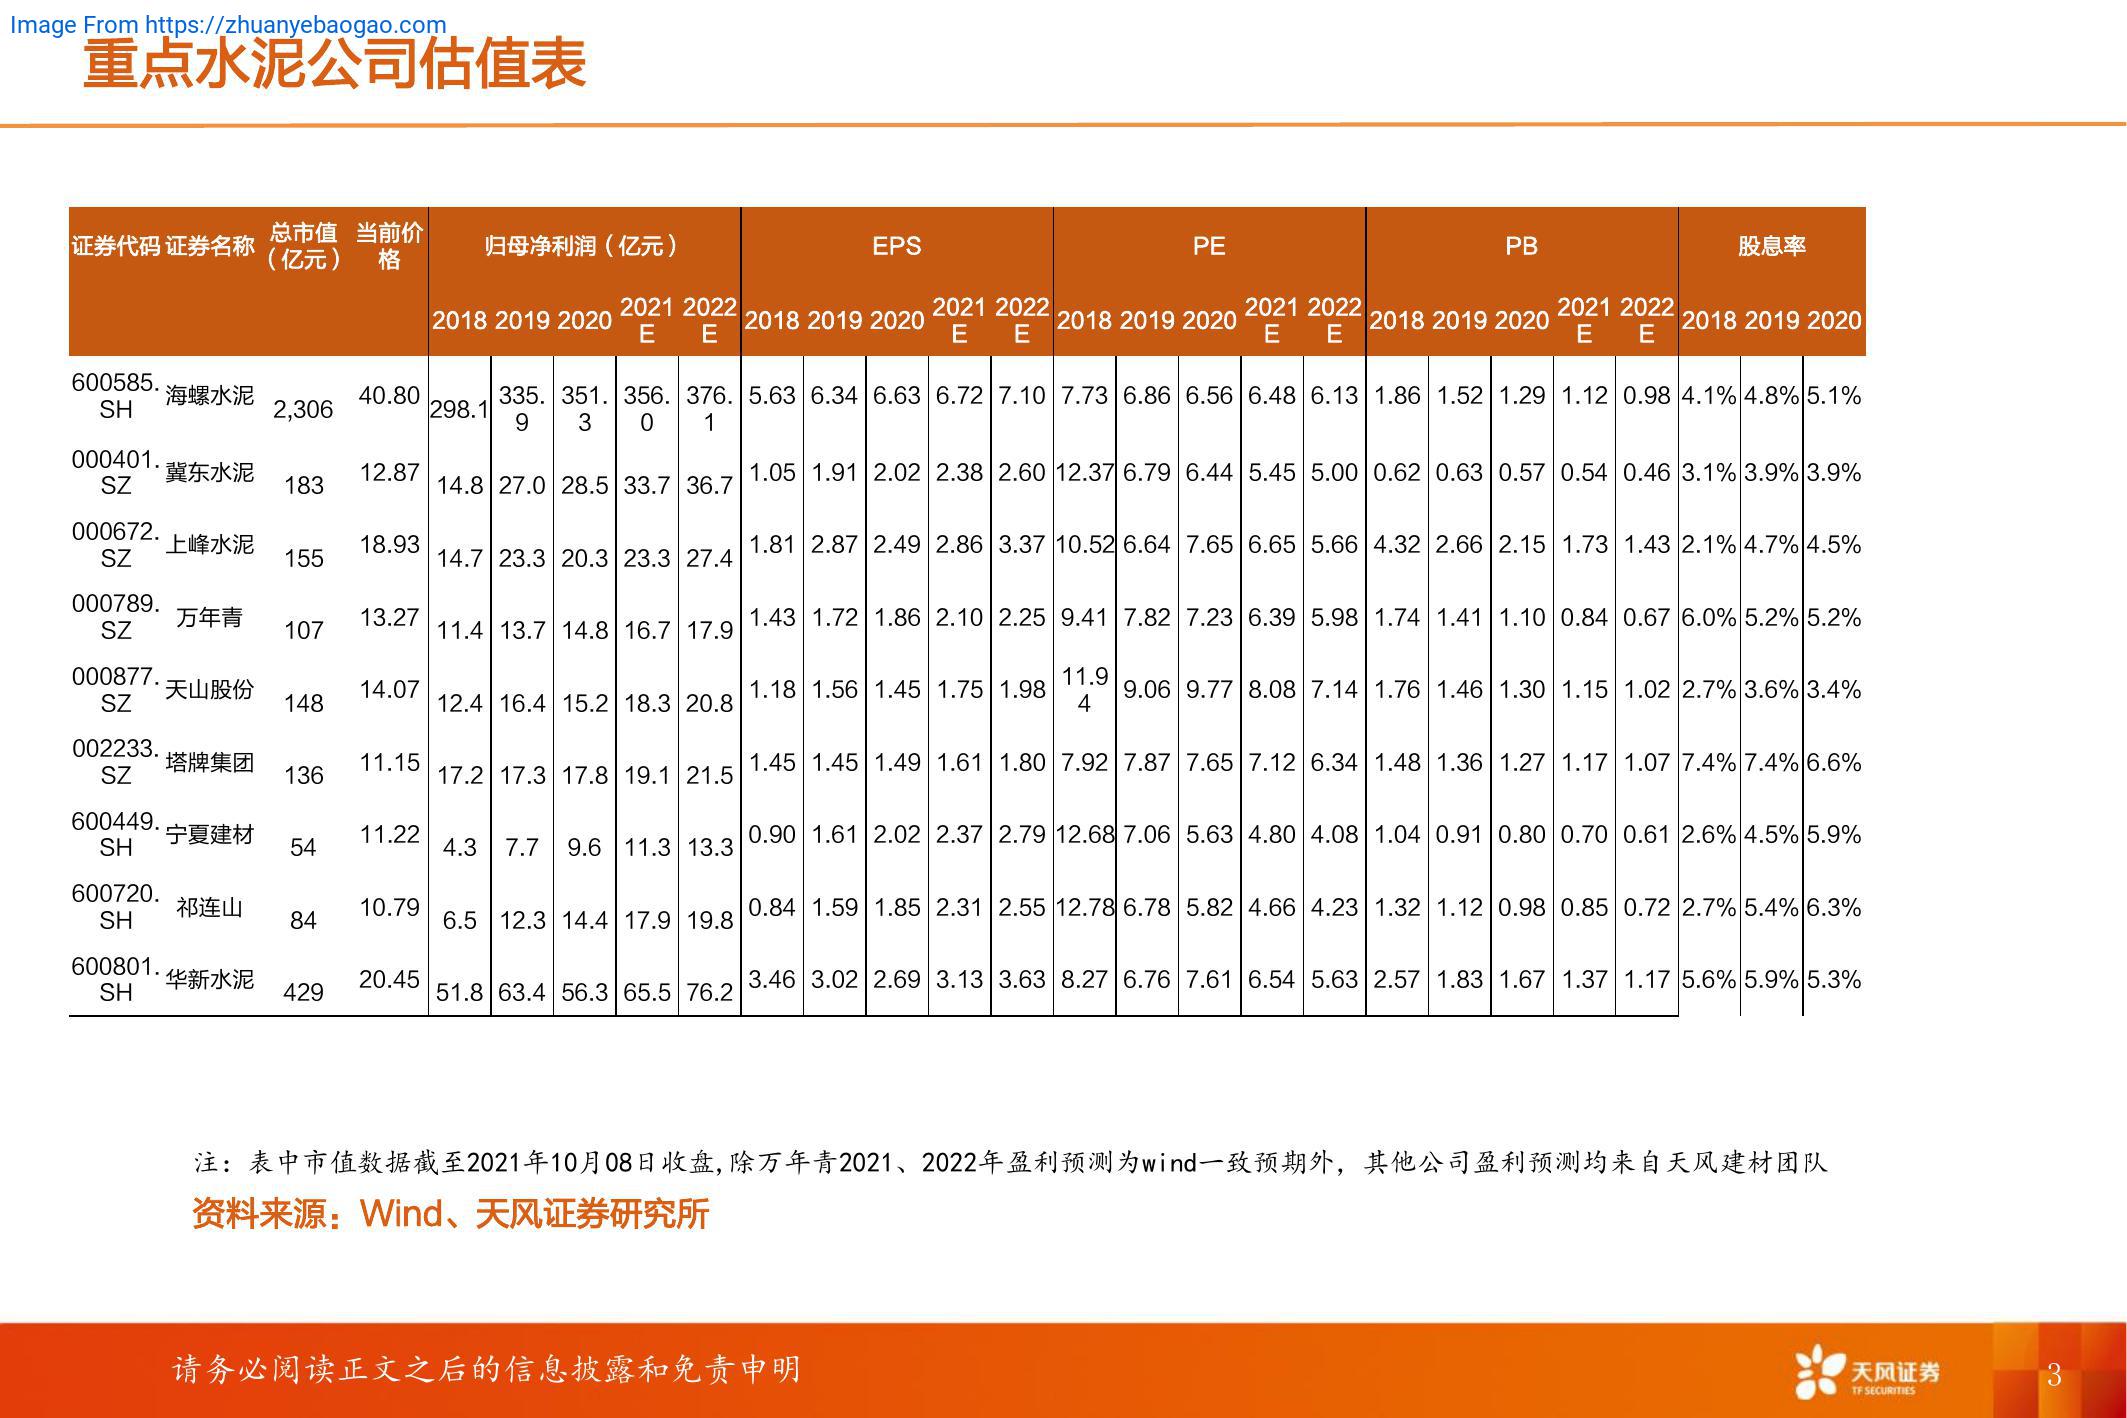 Image From https://zhuanyebaogao.com
重点水泥公司估值表
证券代码 证券名称 总市值（亿元） 当前价格 归母净利润（亿元） EPS PE PB 股息率
2018 2019 2020 2021E 2022E 2018 2019 2020 2021E 2022E 2018 2019 2020 2021E 2022E 2018 2019 2020 2021E 2022E 2018 2019 2020
600585.SH 海螺水泥 2,306 40.80 298.1 335.9 351.3 356.0 376.1 5.63 6.34 6.63 6.72 7.10 7.73 6.86 6.56 6.48 6.13 1.86 1.52 1.29 1.12 0.98 4.1% 4.8% 5.1%
000401.SZ 冀东水泥 183 12.87 14.8 27.0 28.5 33.7 36.7 1.05 1.91 2.02 2.38 2.60 12.37 6.79 6.44 5.45 5.00 0.62 0.63 0.57 0.54 0.46 3.1% 3.9% 3.9%
000672.SZ 上峰水泥 155 18.93 14.7 23.3 20.3 23.3 27.4 1.81 2.87 2.49 2.86 3.37 10.52 6.64 7.65 6.65 5.66 4.32 2.66 2.15 1.73 1.43 2.1% 4.7% 4.5%
000789.SZ 万年青 107 13.27 11.4 13.7 14.8 16.7 17.9 1.43 1.72 1.86 2.10 2.25 9.41 7.82 7.23 6.39 5.98 1.74 1.41 1.10 0.84 0.67 6.0% 5.2% 5.2%
000877.SZ 天山股份 148 14.07 12.4 16.4 15.2 18.3 20.8 1.18 1.56 1.45 1.75 1.98 11.94 9.06 9.77 8.08 7.14 1.76 1.46 1.30 1.15 1.02 2.7% 3.6% 3.4%
002233.SZ 塔牌集团 136 11.15 17.2 17.3 17.8 19.1 21.5 1.45 1.45 1.49 1.61 1.80 7.92 7.87 7.65 7.12 6.34 1.48 1.36 1.27 1.17 1.07 7.4% 7.4% 6.6%
600449.SH 宁夏建材 54 11.22 4.3 7.7 9.6 11.3 13.3 0.90 1.61 2.02 2.37 2.79 12.68 7.06 5.63 4.80 4.08 1.04 0.91 0.80 0.70 0.61 2.6% 4.5% 5.9%
600720.SH 祁连山 84 10.79 6.5 12.3 14.4 17.9 19.8 0.84 1.59 1.85 2.31 2.55 12.78 6.78 5.82 4.66 4.23 1.32 1.12 0.98 0.85 0.72 2.7% 5.4% 6.3%
600801.SH 华新水泥 429 20.45 51.8 63.4 56.3 65.5 76.2 3.46 3.02 2.69 3.13 3.63 8.27 6.76 7.61 6.54 5.63 2.57 1.83 1.67 1.37 1.17 5.6% 5.9% 5.3%
注：表中市值数据截至2021年10月08日收盘,除万年青2021、2022年盈利预测为wind一致预期外，其他公司盈利预测均来自天风建材团队
资料来源：Wind、天风证券研究所
请务必阅读正文之后的信息披露和免责申明
天风证券
TF SECURITIES
3